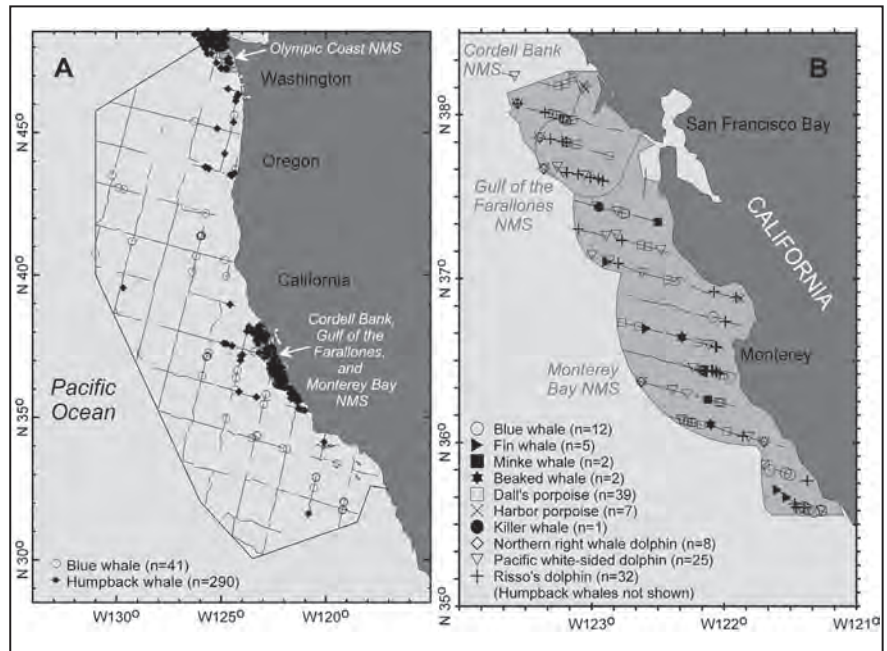 A
Olympic Coast NMS
Washington
Oregon
California
Cordell Bank,
Gulf of the
Farallones,
and
Monterey Bay
NMS
Pacific
Ocean
Blue whale (n=41)
Humpback whale (n=290)
N 45°
N 40°
N 35°
N 30°
W130°
W125°
W120°
B
Cordell Bank
NMS
San Francisco Bay
Gulf of the
Farallones
NMS
CALIFORNIA
Monterey
Monterey
Bay NMS
Blue whale (n=12)
Fin whale (n=5)
Minke whale (n=2)
Beaked whale (n=2)
Dall's porpoise (n=39)
Harbor porpoise (n=7)
Killer whale (n=1)
Northern right whale dolphin (n=8)
Pacific white-sided dolphin (n=25)
Risso's dolphin (n=32)
(Humpback whales not shown)
N 38°
N 37°
N 36°
N 35°
W123°
W122°
W121°